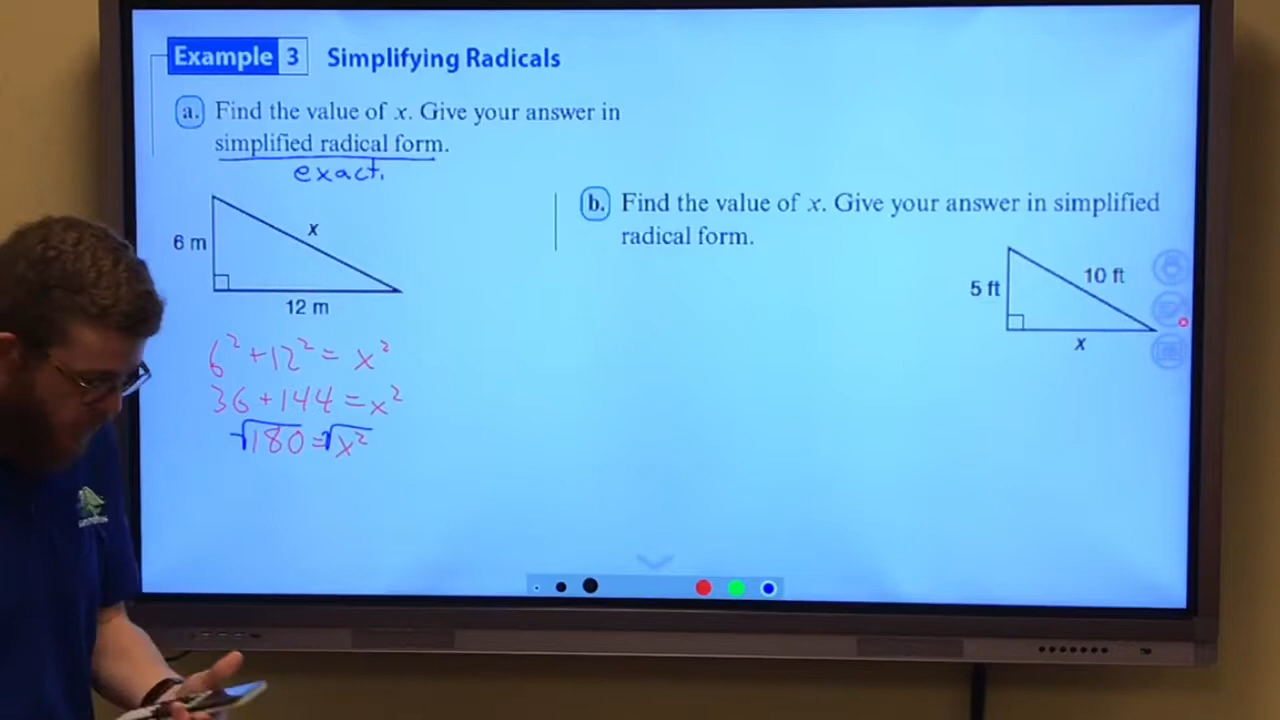 Example 3 Simplifying Radicals
a. Find the value of x. Give your answer in
simplified radical form.
exact.
6 m
x
12 m
6² + 12² = x²
36 + 144 = x²
√180 = √x²
b. Find the value of x. Give your answer in simplified
radical form.
5 ft
10 ft
x